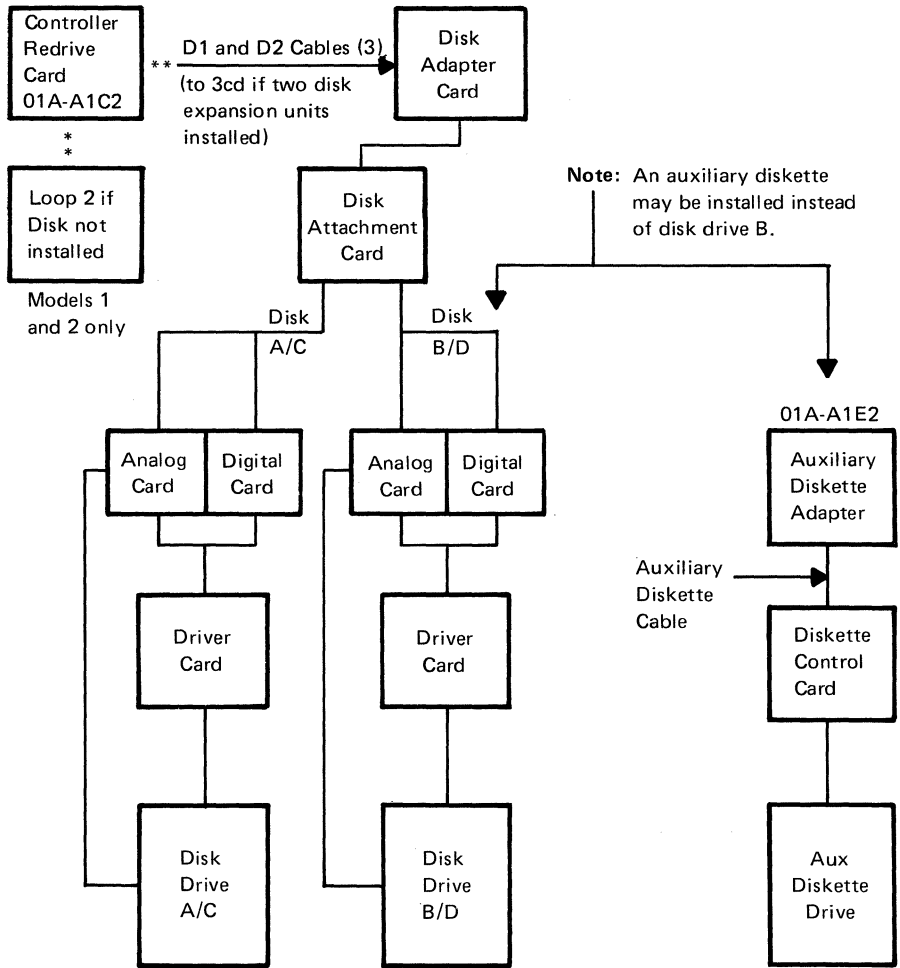 Controller
Redrive
Card
01A-A1C2
** D1 and D2 Cables (3)
(to 3cd if two disk
expansion units
installed)
Disk
Adapter
Card
*
*
Loop 2 if
Disk not
installed
Models 1
and 2 only
Disk
Attachment
Card
Note: An auxiliary diskette
may be installed instead
of disk drive B.
Disk
A/C
Disk
B/D
Analog
Card
Digital
Card
Analog
Card
Digital
Card
01A-A1E2
Auxiliary
Diskette
Adapter
Auxiliary
Diskette
Cable
Driver
Card
Driver
Card
Diskette
Control
Card
Disk
Drive
A/C
Disk
Drive
B/D
Aux
Diskette
Drive